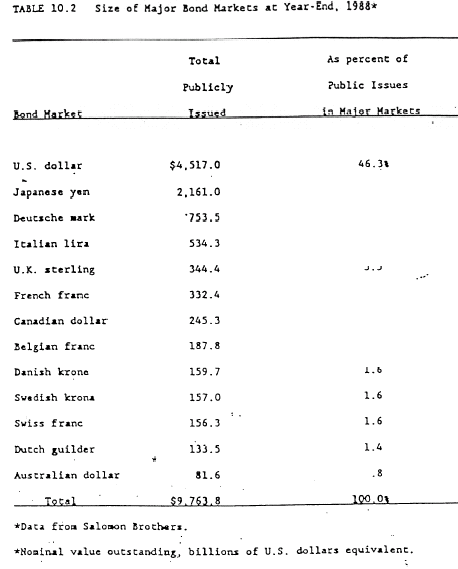 TABLE 10.2 Size of Major Bond Markets at Year-End, 1988*
Total As percent of
Publicly Public Issues
Bond Market Issued in Major Markets
U.S. dollar $4,517.0 46.3%
Japanese yen 2,161.0
Deutsche mark 753.5
Italian lira 534.3
U.K. sterling 344.4
French franc 332.4
Canadian dollar 245.3
Belgian franc 187.8
Danish krone 159.7 1.6
Swedish krona 157.0 1.6
Swiss franc 156.3 1.6
Dutch guilder 133.5 1.4
Australian dollar 81.6 .8
Total $9,763.8 100.0%
*Data from Salomon Brothers.
*Nominal value outstanding, billions of U.S. dollars equivalent.